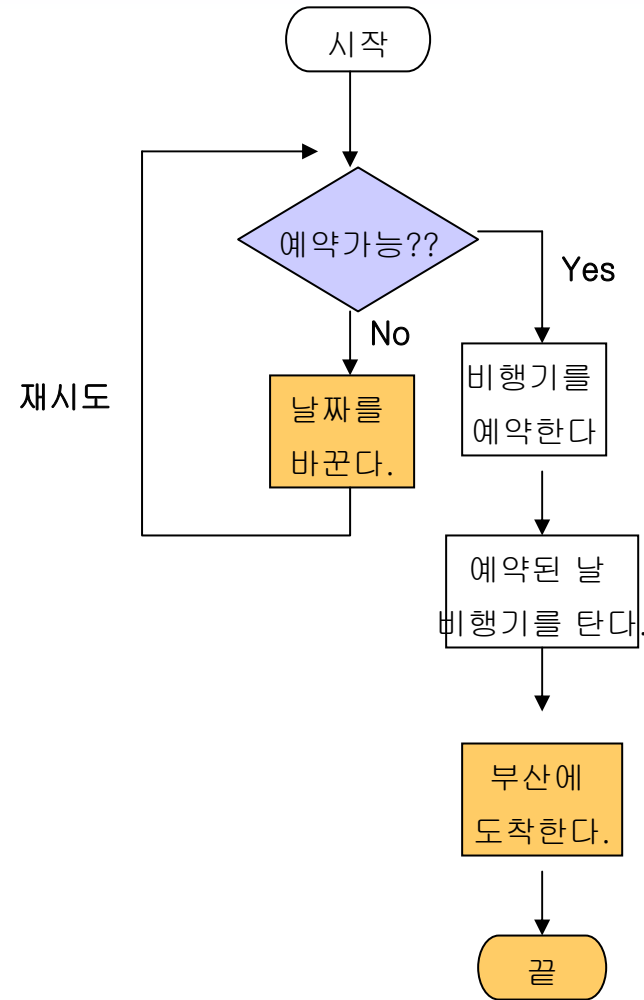 시작
예약가능??
Yes
No
비행기를
예약한다
재시도
날짜를
바꾼다.
예약된 날
비행기를 탄다.
부산에
도착한다.
끝